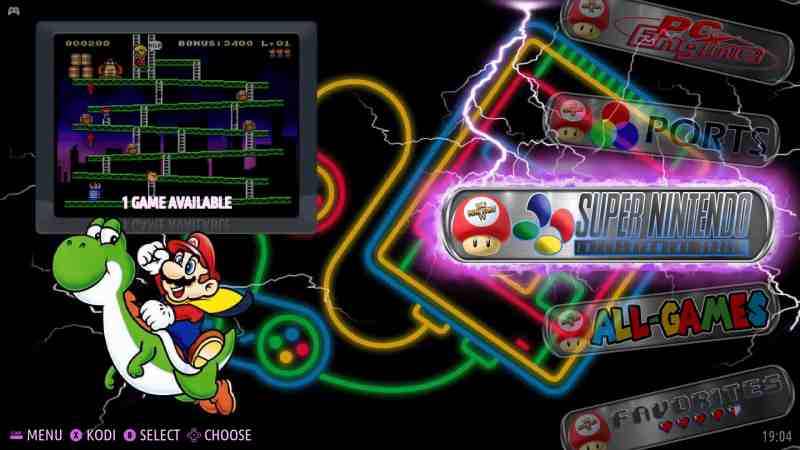 000200 BONUS:3400 L=01
1 GAME AVAILABLE
PC
PORTS
SUPER NINTENDO
ALL-GAMES
FAVORITES
MENU KODI SELECT CHOOSE
19:04